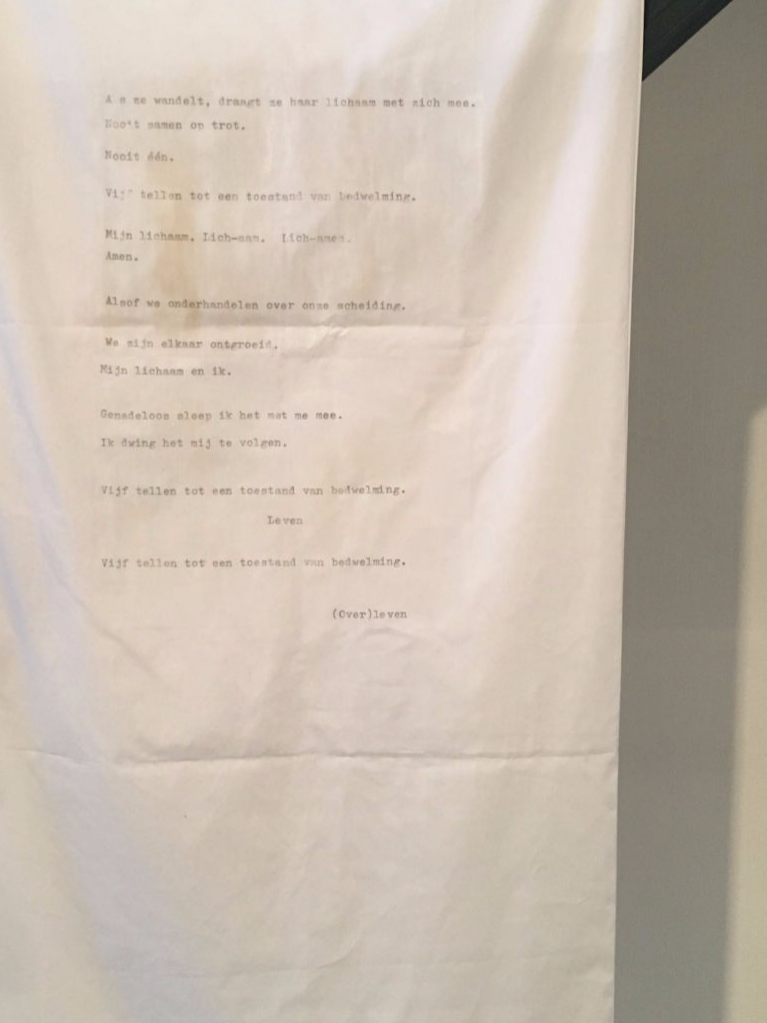 Als ze wandelt, draagt ze haar lichaam met zich mee.
Nooit samen op trot.
Nooit één.
Vijf tellen tot een toestand van bedwelming.
Mijn lichaam. Lich-aam. Lich-amen.
Amen.
Alsof we onderhandelen over onze scheiding.
We zijn elkaar ontgroeid.
Mijn lichaam en ik.
Genadeloos sleep ik het met me mee.
Ik dwing het mij te volgen.
Vijf tellen tot een toestand van bedwelming.
Leven
Vijf tellen tot een toestand van bedwelming.
(Over)leven